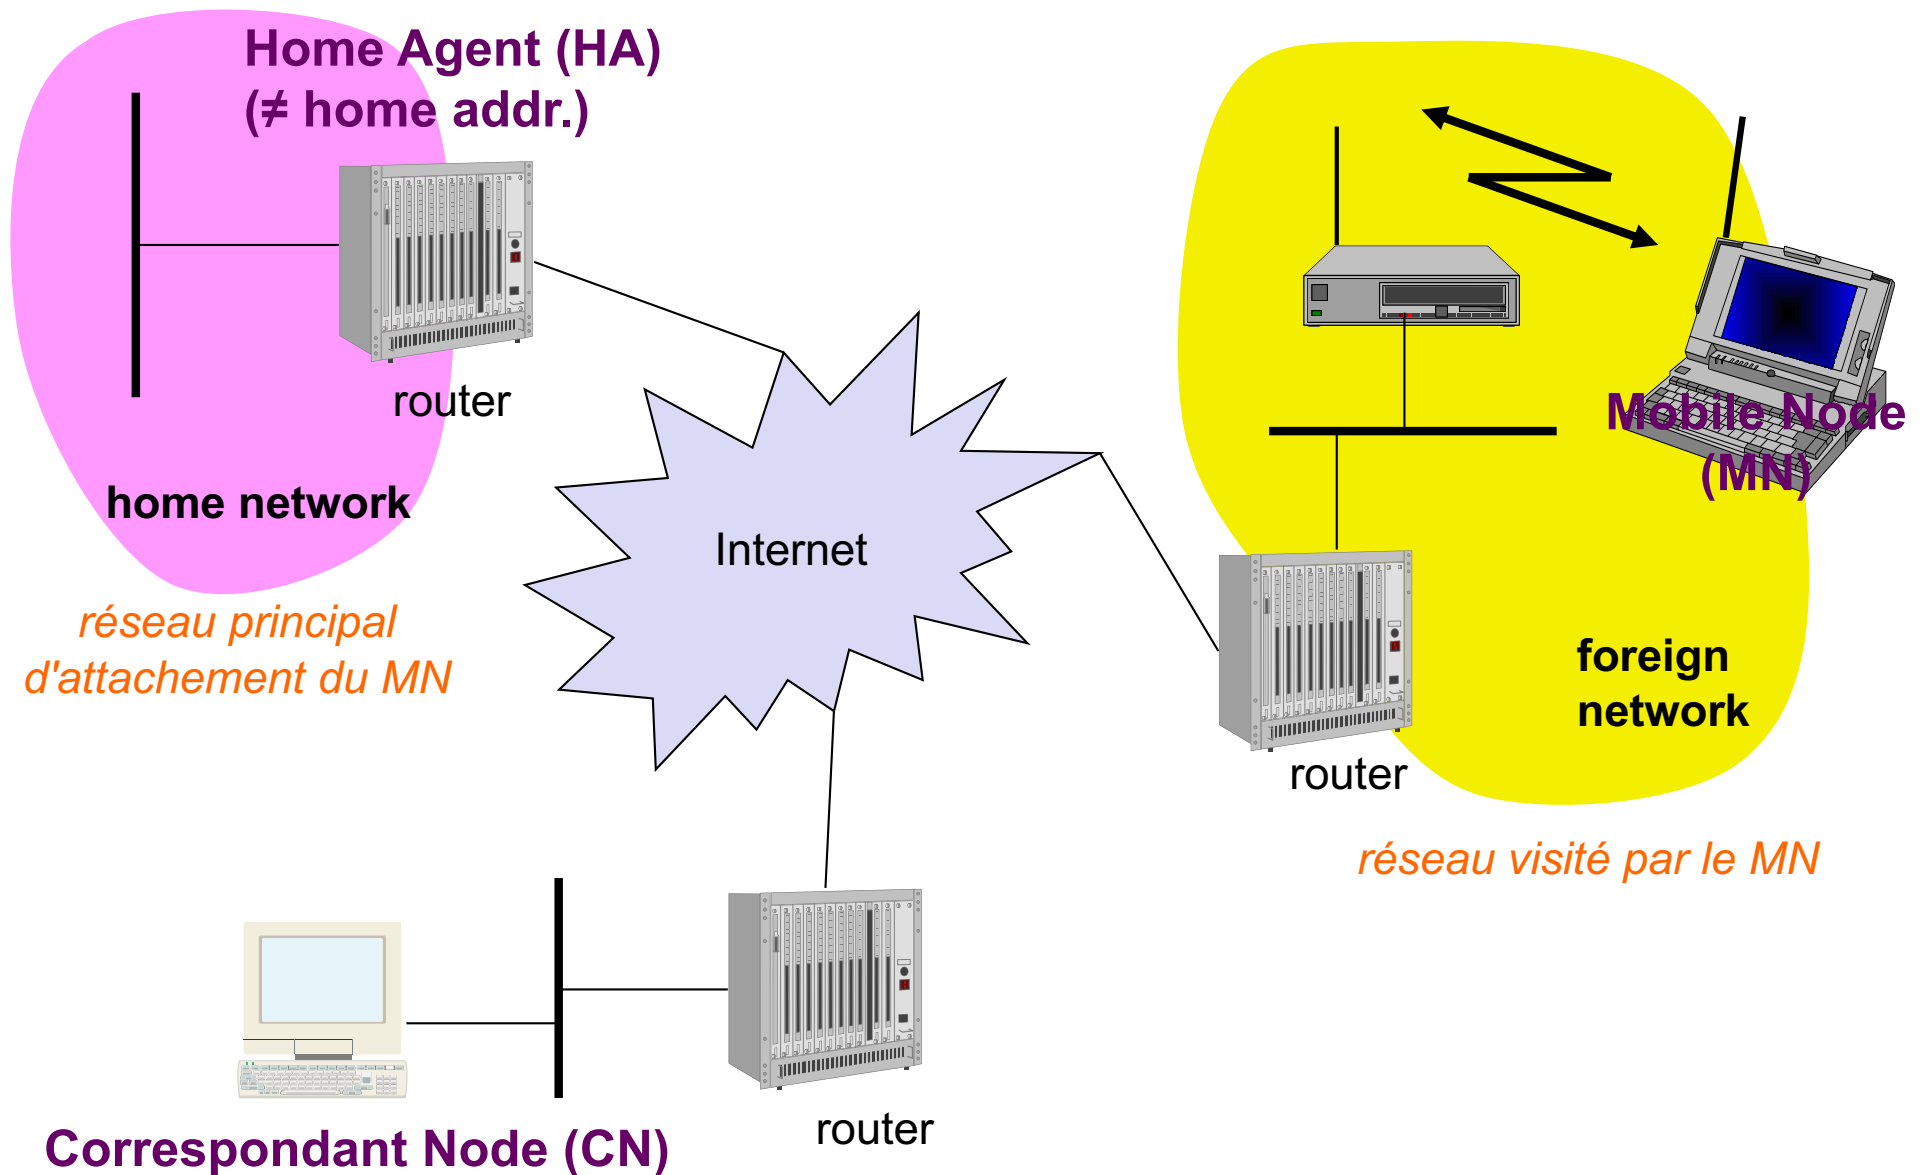 Home Agent (HA)
(≠ home addr.)
router
home network
réseau principal
d'attachement du MN
Internet
Mobile Node
(MN)
foreign
network
router
réseau visité par le MN
router
Correspondant Node (CN)